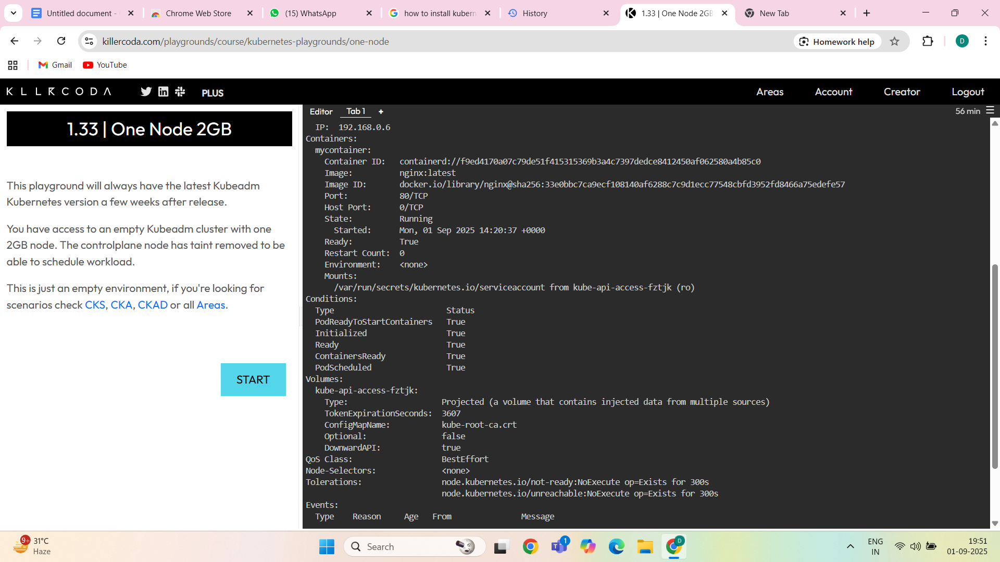 Untitled document -
Chrome Web Store
(15) WhatsApp
how to install kubern
History
1.33 | One Node 2GB
New Tab
killercoda.com/playgrounds/course/kubernetes-playgrounds/one-node
Homework help
D
Gmail
YouTube
KLLRCODA
PLUS
Areas
Account
Creator
Logout
1.33 | One Node 2GB
This playground will always have the latest Kubeadm
Kubernetes version a few weeks after release.
You have access to an empty Kubeadm cluster with one
2GB node. The controlplane node has taint removed to be
able to schedule workload.
This is just an empty environment, if you're looking for
scenarios check CKS, CKA, CKAD or all Areas.
START
Editor
Tab 1
+
56 min
IP: 192.168.0.6
Containers:
mycontainer:
Container ID: containerd://f9ed4170a07c79de51f415315369b3a4c7397dedce8412450af062580a4b85c0
Image: nginx:latest
Image ID: docker.io/library/nginx@sha256:33e0bbc7ca9ecf108140af6288c7c9d1ecc77548cbfd3952fd8466a75edefe57
Port: 80/TCP
Host Port: 0/TCP
State: Running
Started: Mon, 01 Sep 2025 14:20:37 +0000
Ready: True
Restart Count: 0
Environment: <none>
Mounts:
/var/run/secrets/kubernetes.io/serviceaccount from kube-api-access-fztjk (ro)
Conditions:
Type Status
PodReadyToStartContainers True
Initialized True
Ready True
ContainersReady True
PodScheduled True
Volumes:
kube-api-access-fztjk:
Type: Projected (a volume that contains injected data from multiple sources)
TokenExpirationSeconds: 3607
ConfigMapName: kube-root-ca.crt
Optional: false
DownwardAPI: true
QoS Class: BestEffort
Node-Selectors: <none>
Tolerations: node.kubernetes.io/not-ready:NoExecute op=Exists for 300s
node.kubernetes.io/unreachable:NoExecute op=Exists for 300s
Events:
Type Reason Age From Message
9+
31°C
Haze
Search
1
D
ENG
IN
19:51
01-09-2025